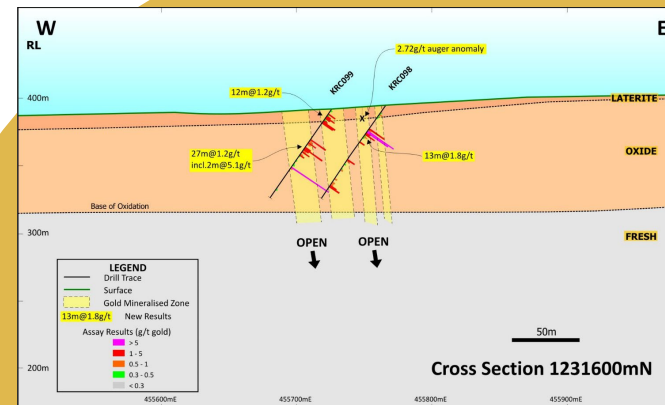 W
E
RL
2.72g/t auger anomaly
KRC099
KRC098
12m@1.2g/t
400m
LATERITE
27m@1.2g/t
incl.2m@5.1g/t
13m@1.8g/t
OXIDE
X
Base of Oxidation
300m
FRESH
OPEN
OPEN
LEGEND
Drill Trace
Surface
Gold Mineralised Zone
13m@1.8g/t New Results
Assay Results (g/t gold)
> 5
1 - 5
0.5 - 1
0.3 - 0.5
< 0.3
50m
200m
Cross Section 1231600mN
455600mE
455700mE
455800mE
455900mE